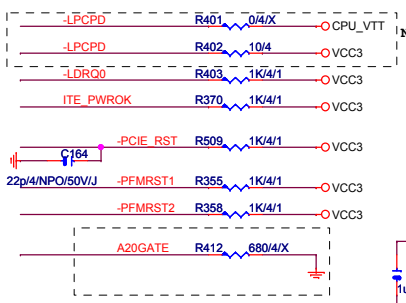 -LPCPD R401 0/4/X CPU_VTT
-LPCPD R402 10/4 VCC3
-LDRQ0 R403 1K/4/1 VCC3
ITE_PWROK R370 1K/4/1 VCC3
-PCIE_RST R509 1K/4/1 VCC3
C164
22p/4/NPO/50V/J
-PFMRST1 R355 1K/4/1 VCC3
-PFMRST2 R358 1K/4/1 VCC3
A20GATE R412 680/4/X